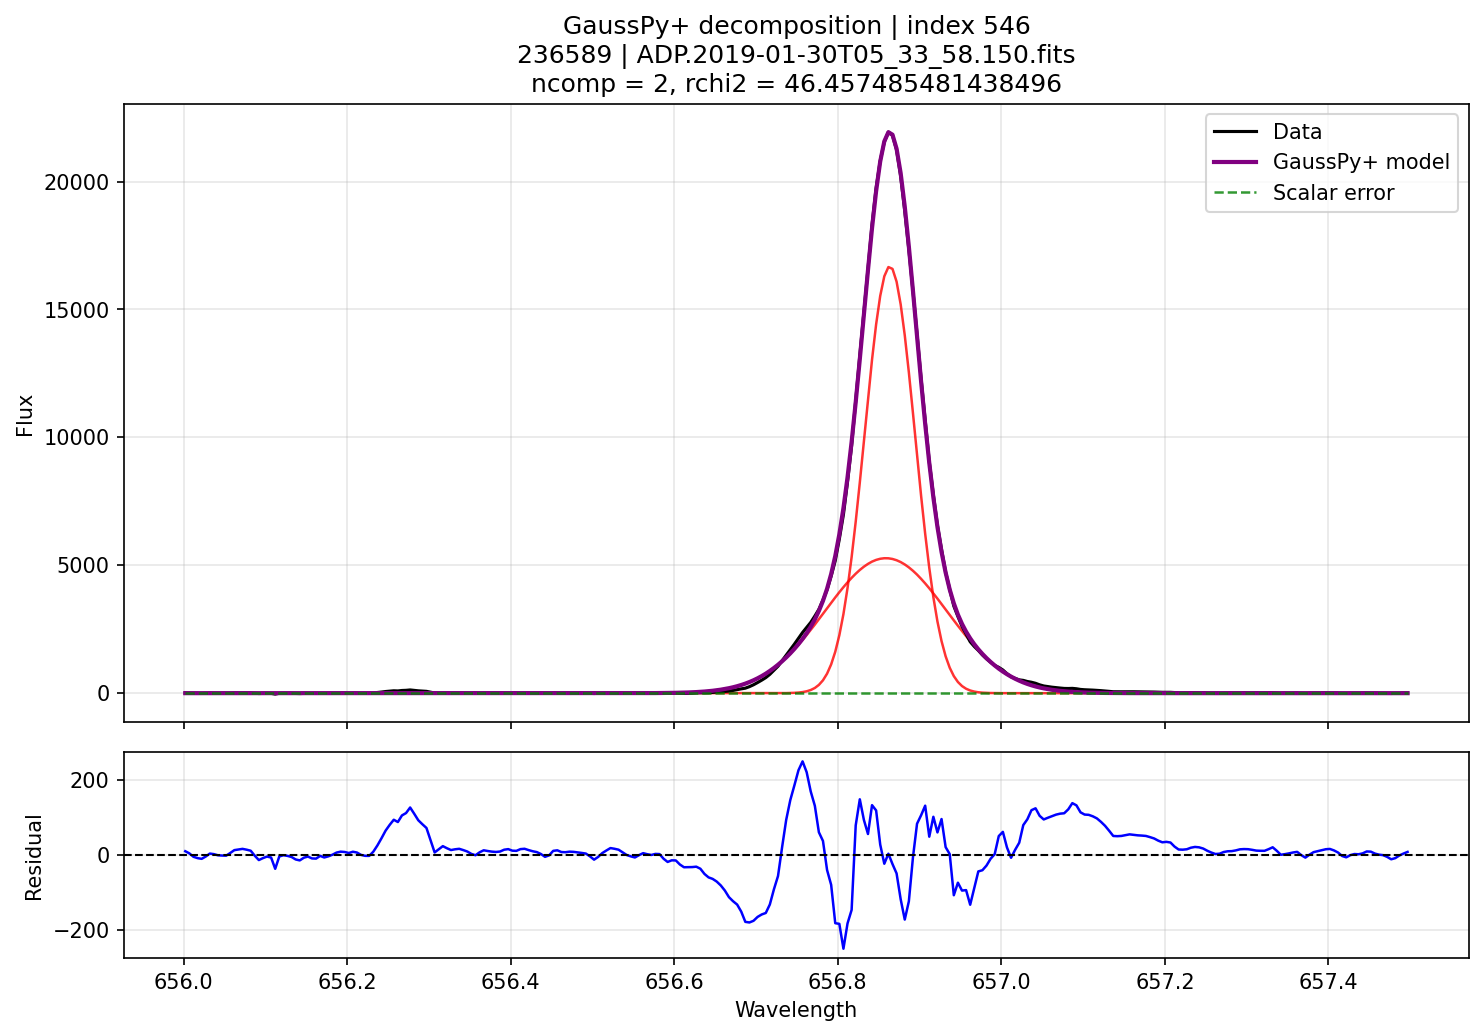 GaussPy+ decomposition | index 546
236589 | ADP.2019-01-30T05_33_58.150.fits
ncomp = 2, rchi2 = 46.457485481438496
Data
GaussPy+ model
Scalar error
Flux
20000
15000
10000
5000
0
Residual
200
0
−200
656.0 656.2 656.4 656.6 656.8 657.0 657.2 657.4
Wavelength